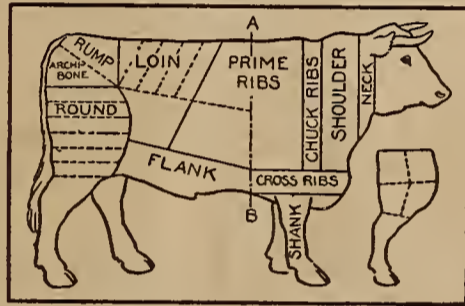 A
RUMP
LOIN
PRIME
RIBS
CHUCK RIBS
SHOULDER
NECK
ARCH-
BONE
ROUND
FLANK
CROSS RIBS
B
SHANK